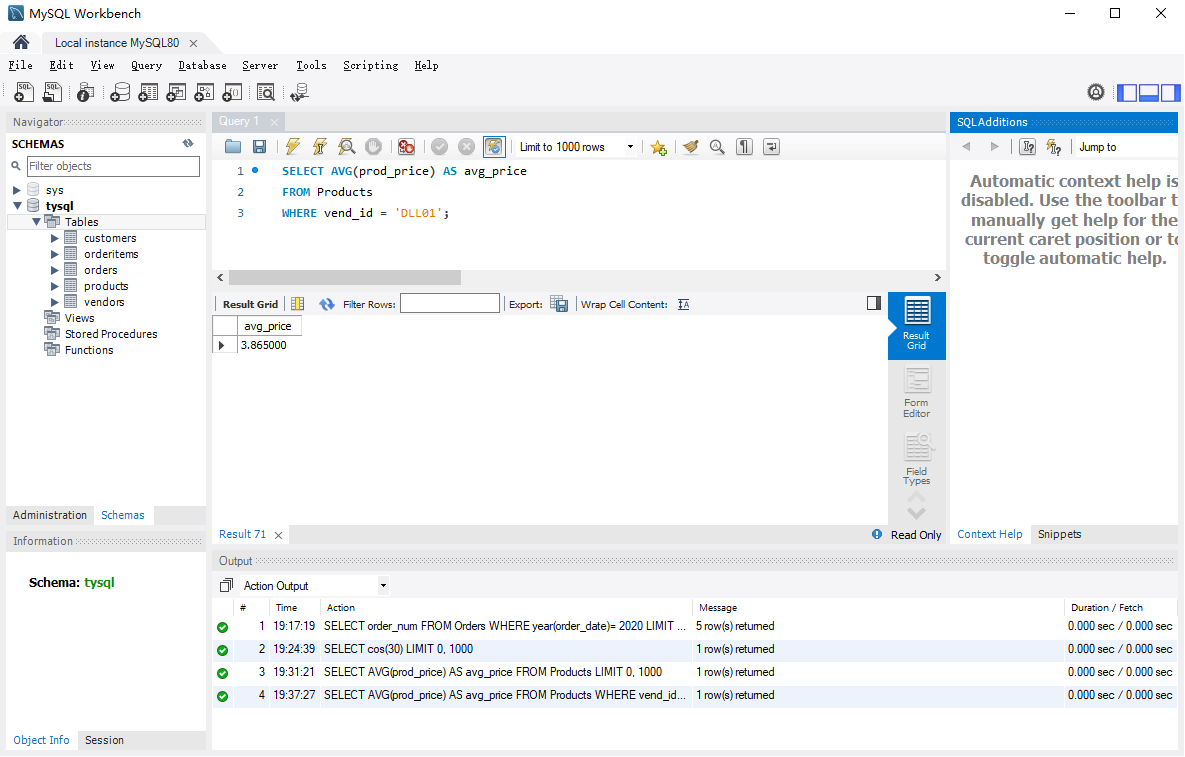 MySQL Workbench
Local instance MySQL80
File Edit View Query Database Server Tools Scripting Help
Navigator
SCHEMAS
Filter objects
sys
tysql
Tables
customers
orderitems
orders
products
vendors
Views
Stored Procedures
Functions
Administration Schemas
Information
Schema: tysql
Object Info Session
Query 1
Limit to 1000 rows
1 SELECT AVG(prod_price) AS avg_price
2 FROM Products
3 WHERE vend_id = 'DLL01';
Result Grid Filter Rows: Export: Wrap Cell Content:
avg_price
3.865000
Result
Grid
Form
Editor
Field
Types
Result 71
Read Only
SQLAdditions
Jump to
Automatic context help is
disabled. Use the toolbar t
manually get help for the
current caret position or to
toggle automatic help.
Context Help Snippets
Output
Action Output
# Time Action Message Duration / Fetch
1 19:17:19 SELECT order_num FROM Orders WHERE year(order_date)= 2020 LIMIT ... 5 row(s) returned 0.000 sec / 0.000 sec
2 19:24:39 SELECT cos(30) LIMIT 0, 1000 1 row(s) returned 0.000 sec / 0.000 sec
3 19:31:21 SELECT AVG(prod_price) AS avg_price FROM Products LIMIT 0, 1000 1 row(s) returned 0.000 sec / 0.000 sec
4 19:37:27 SELECT AVG(prod_price) AS avg_price FROM Products WHERE vend_id... 1 row(s) returned 0.000 sec / 0.000 sec